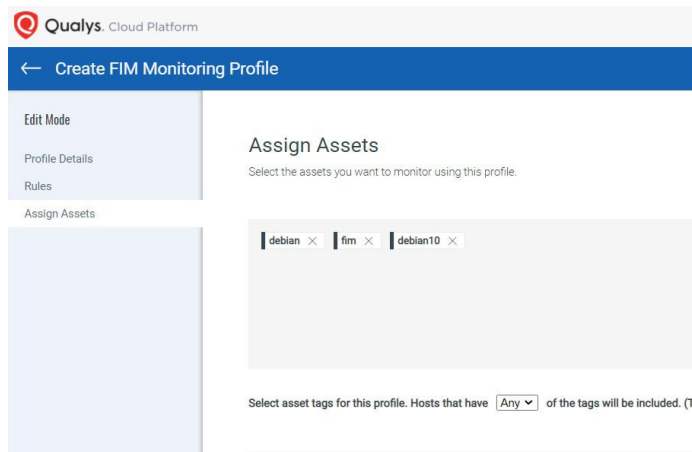 Qualys. Cloud Platform
← Create FIM Monitoring Profile
Edit Mode
Profile Details
Rules
Assign Assets
Assign Assets
Select the assets you want to monitor using this profile.
debian × fim × debian10 ×
Select asset tags for this profile. Hosts that have Any of the tags will be included. (T